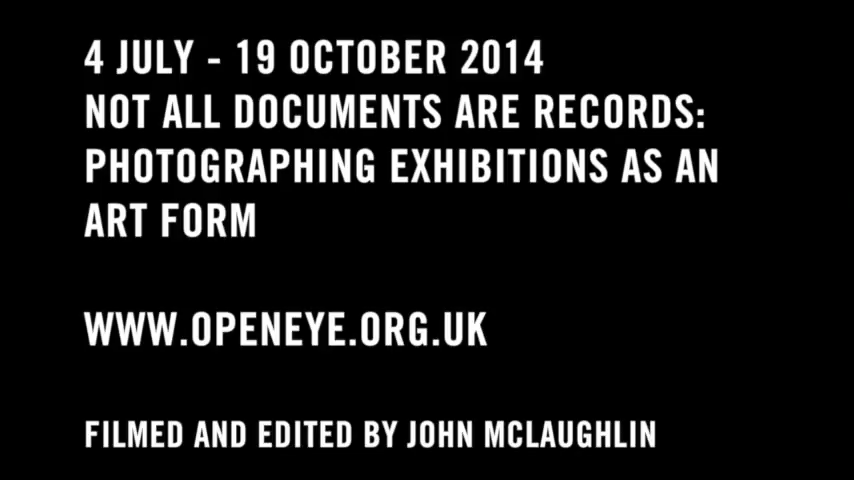 4 JULY - 19 OCTOBER 2014
NOT ALL DOCUMENTS ARE RECORDS:
PHOTOGRAPHING EXHIBITIONS AS AN
ART FORM
WWW.OPENEYE.ORG.UK
FILMED AND EDITED BY JOHN MCLAUGHLIN